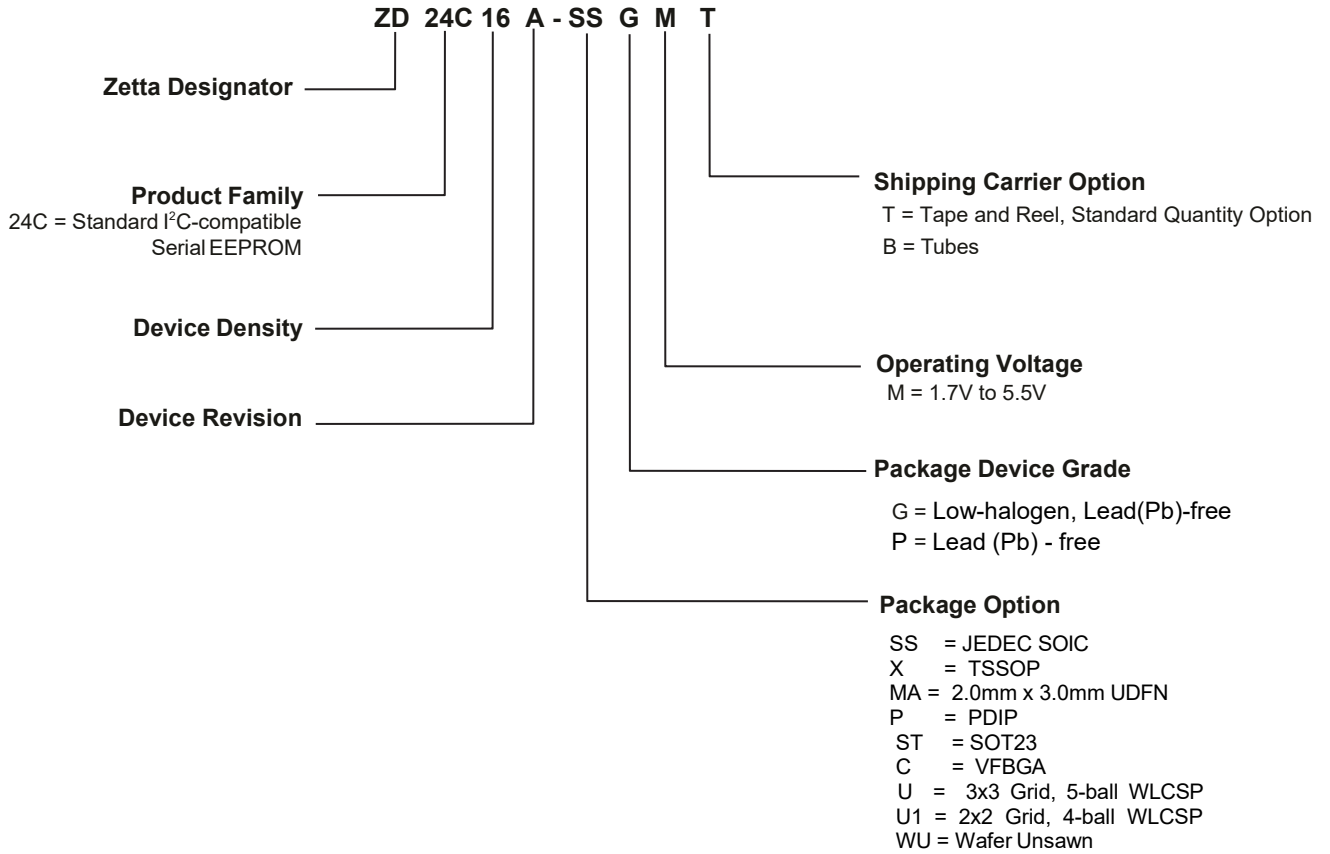 ZD 24C 16 A - SS G M T
Zetta Designator
Product Family
24C = Standard I²C-compatible
Serial EEPROM
Device Density
Device Revision
Shipping Carrier Option
T = Tape and Reel, Standard Quantity Option
B = Tubes
Operating Voltage
M = 1.7V to 5.5V
Package Device Grade
G = Low-halogen, Lead(Pb)-free
P = Lead (Pb) - free
Package Option
SS = JEDEC SOIC
X = TSSOP
MA = 2.0mm x 3.0mm UDFN
P = PDIP
ST = SOT23
C = VFBGA
U = 3x3 Grid, 5-ball WLCSP
U1 = 2x2 Grid, 4-ball WLCSP
WU = Wafer Unsawn